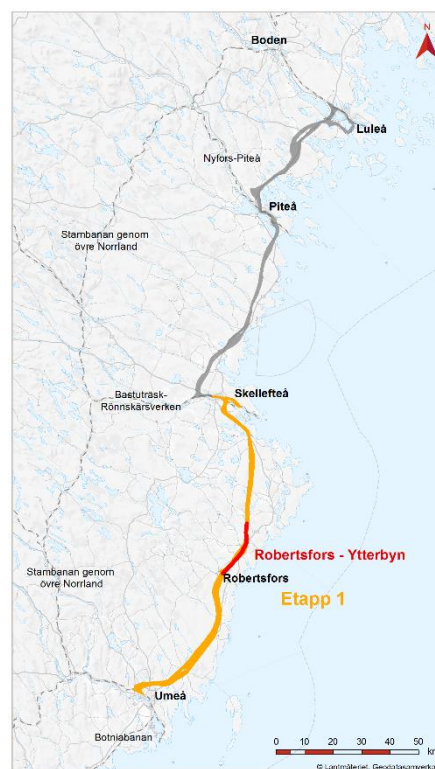 N
Boden
Luleå
Nyfors-Piteå
Piteå
Stambanan genom
övre Norrland
Bastuträsk-
Rönnskärsverken
Skellefteå
Robertsfors - Ytterbyn
Robertsfors
Stambanan genom
övre Norrland
Etapp 1
Umeå
Botniabanan
0 10 20 30 40 50
km
© Lantmäteriet, Geodatasamverkan